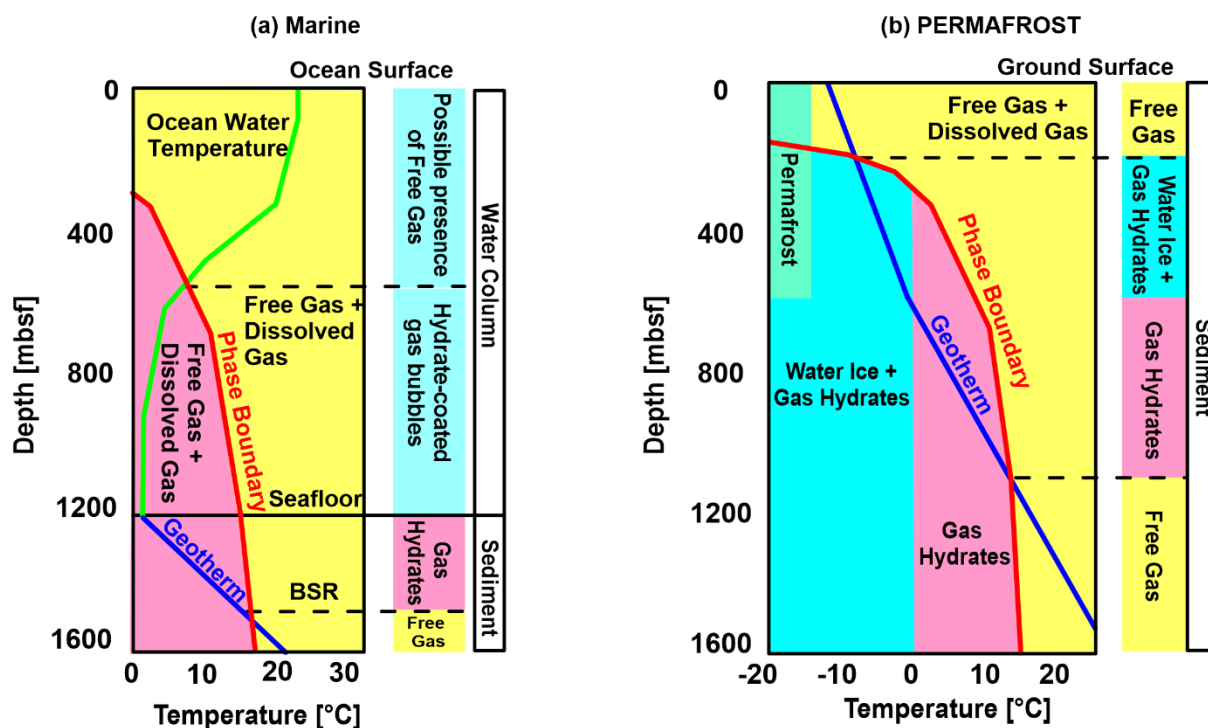 (a) Marine
Ocean Surface
0
400
800
1200
1600
Depth [mbsf]
Ocean Water
Temperature
Free Gas +
Dissolved
Gas
Free Gas +
Dissolved Gas
Phase Boundary
Seafloor
Geotherm
BSR
0
10
20
30
Temperature [°C]
Possible presence
of Free Gas
Hydrate-coated
gas bubbles
Gas
Hydrates
Free
Gas
Water Column
Sediment
(b) PERMAFROST
Ground Surface
0
400
800
1200
1600
Depth [mbsf]
Free Gas +
Dissolved Gas
Permafrost
Phase Boundary
Geotherm
Water Ice +
Gas Hydrates
Gas
Hydrates
-20
-10
0
10
20
Temperature [°C]
Free
Gas
Water Ice +
Gas Hydrates
Gas Hydrates
Free Gas
Sediment